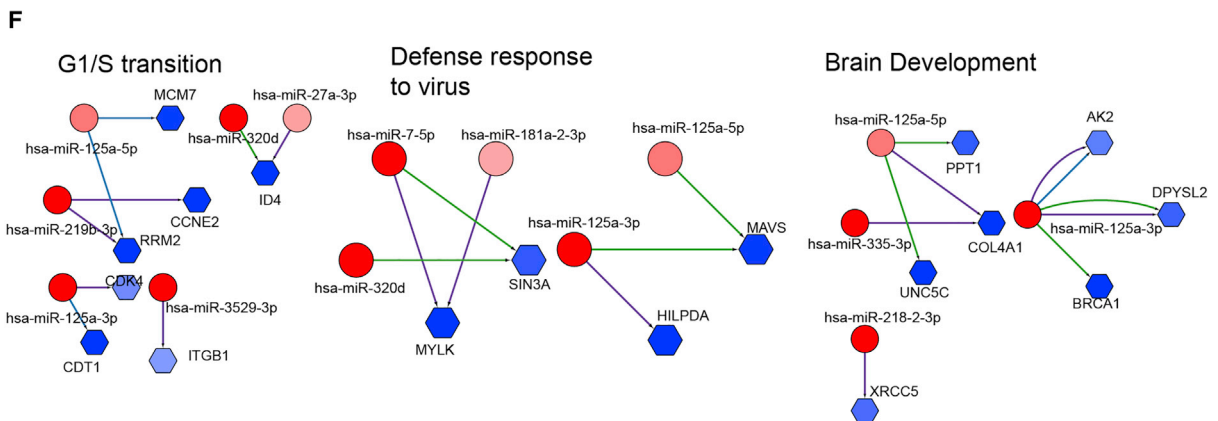 F
G1/S transition
MCM7
hsa-miR-27a-3p
hsa-miR-125a-5p
hsa-miR-320d
ID4
CCNE2
hsa-miR-219b-3p
RRM2
CDK4
hsa-miR-3529-3p
hsa-miR-125a-3p
CDT1
ITGB1
Defense response
to virus
hsa-miR-7-5p
hsa-miR-181a-2-3p
hsa-miR-125a-5p
hsa-miR-125a-3p
MAVS
hsa-miR-320d
SIN3A
HILPDA
MYLK
Brain Development
hsa-miR-125a-5p
AK2
PPT1
DPYSL2
hsa-miR-335-3p
COL4A1
hsa-miR-125a-3p
UNC5C
BRCA1
hsa-miR-218-2-3p
XRCC5